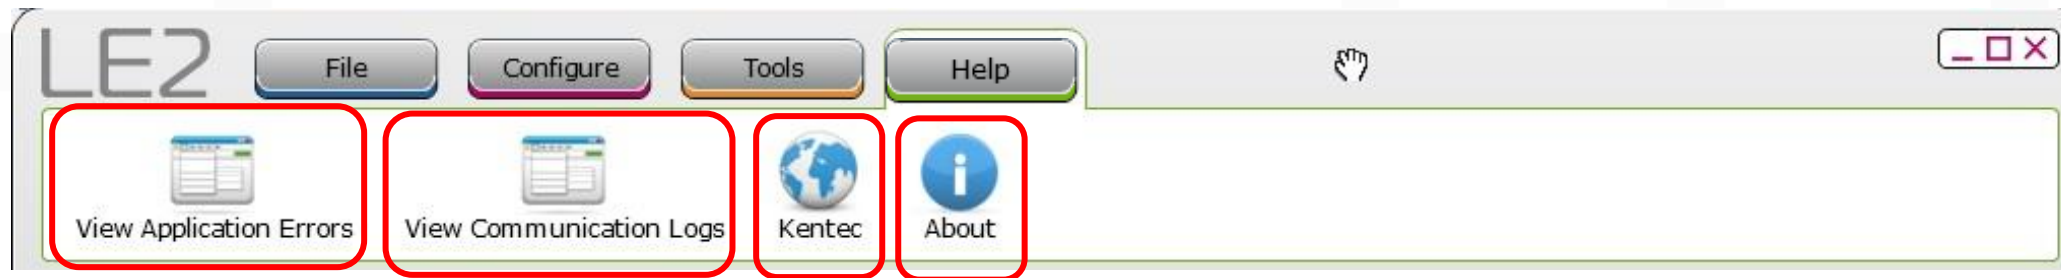 LE2
File Configure Tools Help
View Application Errors View Communication Logs Kentec About